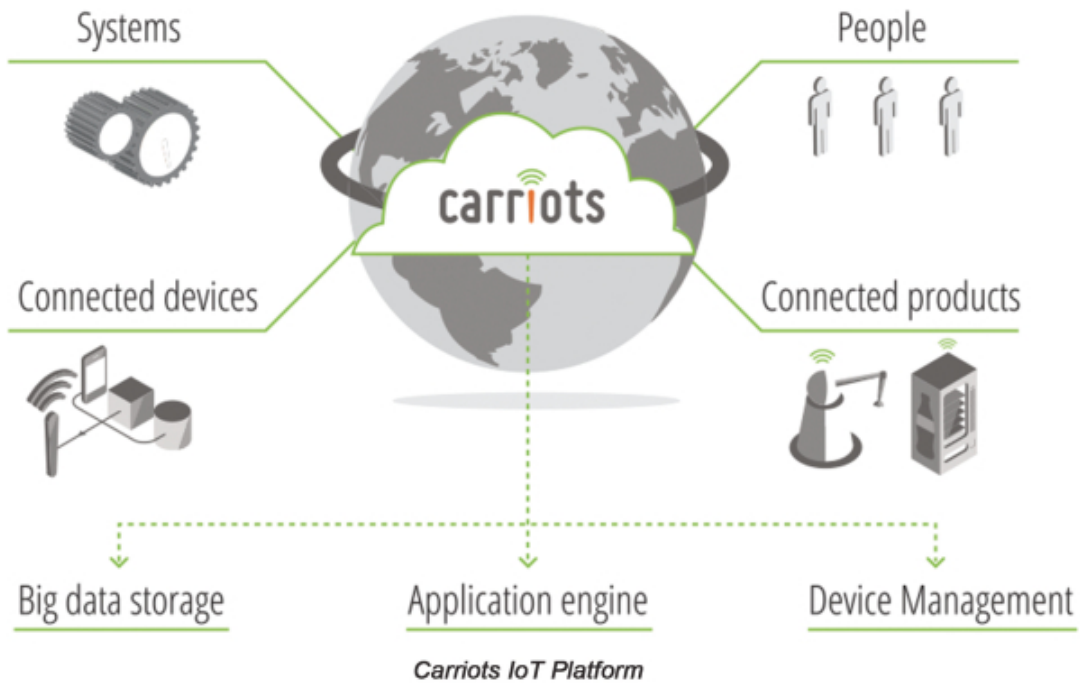 Systems
People
carriots
Connected devices
Connected products
Big data storage
Application engine
Device Management
Carriots IoT Platform